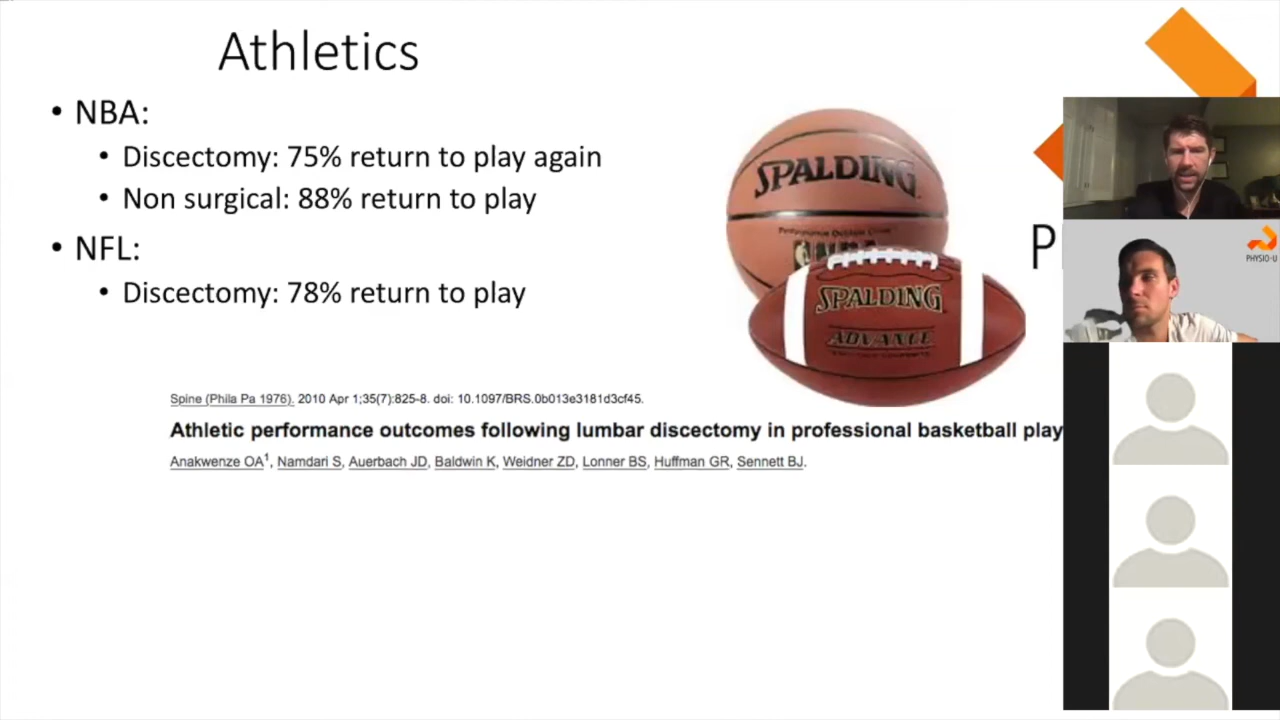 Athletics
• NBA:
• Discectomy: 75% return to play again
• Non surgical: 88% return to play
• NFL:
• Discectomy: 78% return to play
SPALDING
SPALDING
ADVANCE
P
PHYSIO-U
Spine (Phila Pa 1976). 2010 Apr 1;35(7):825-8. doi: 10.1097/BRS.0b013e3181d3cf45.
Athletic performance outcomes following lumbar discectomy in professional basketball play
Anakwenze OA1, Namdari S, Auerbach JD, Baldwin K, Weidner ZD, Lonner BS, Huffman GR, Sennett BJ.